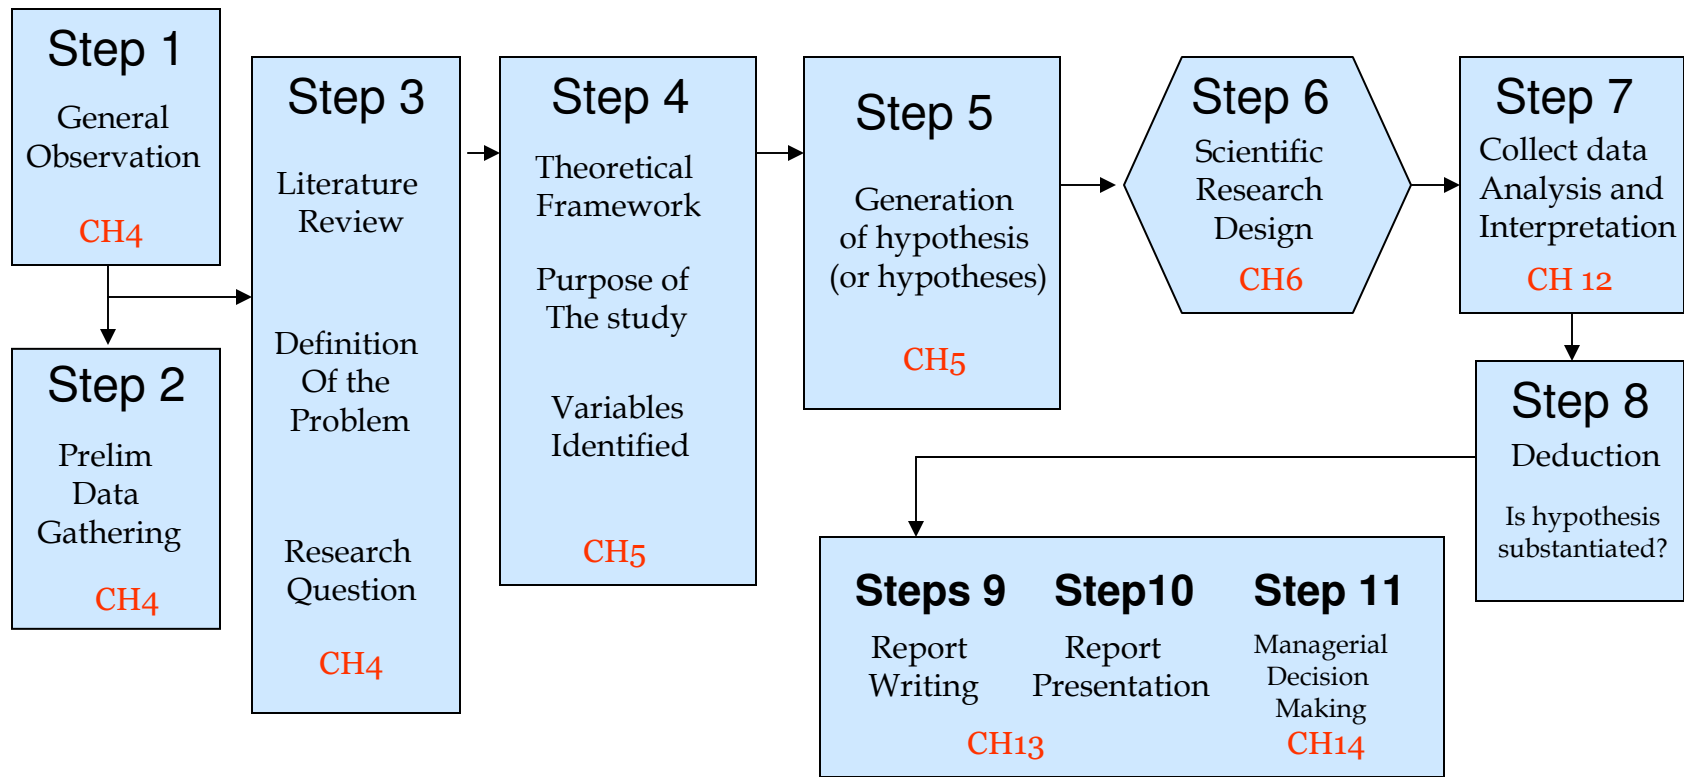 Step 1
General
Observation
CH4
Step 2
Prelim
Data
Gathering
CH4
Step 3
Literature
Review
Definition
Of the
Problem
Research
Question
CH4
Step 4
Theoretical
Framework
Purpose of
The study
Variables
Identified
CH5
Step 5
Generation
of hypothesis
(or hypotheses)
CH5
Step 6
Scientific
Research
Design
CH6
Step 7
Collect data
Analysis and
Interpretation
CH 12
Step 8
Deduction
Is hypothesis
substantiated?
Steps 9
Report
Writing
Step10
Report
Presentation
CH13
Step 11
Managerial
Decision
Making
CH14